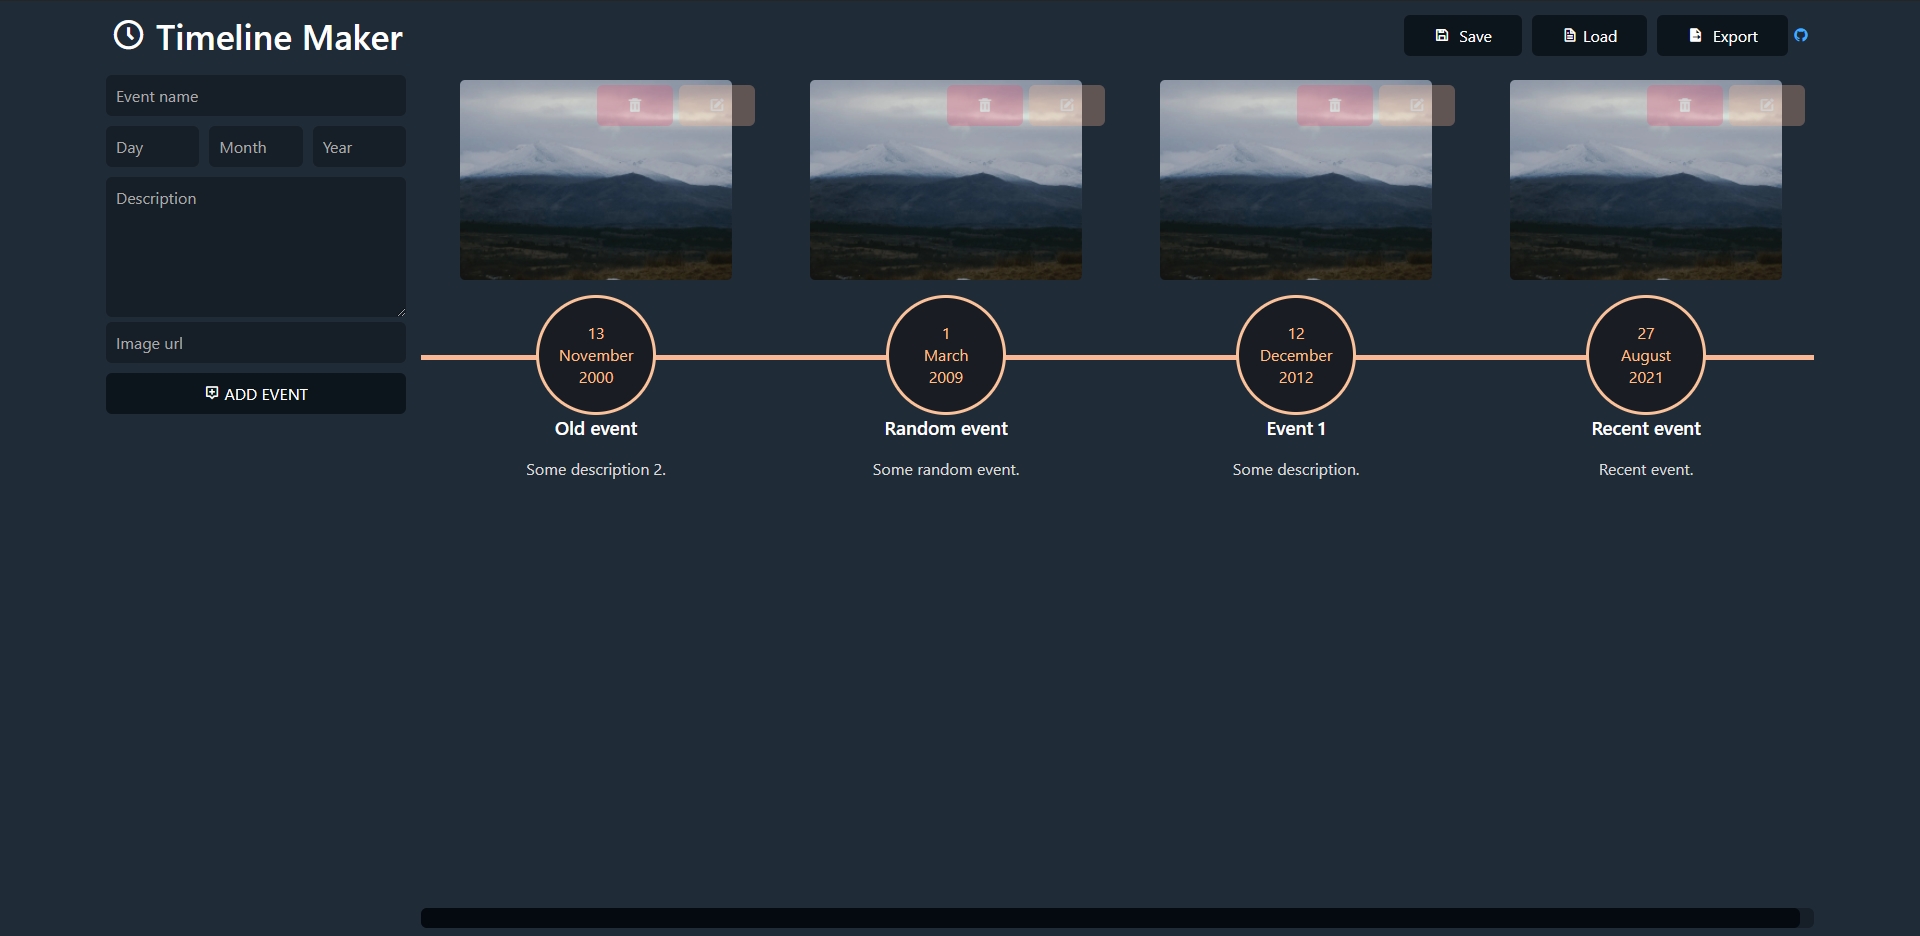 Timeline Maker
Save
Load
Export
Event name
Day
Month
Year
Description
Image url
ADD EVENT
13
November
2000
Old event
Some description 2.
1
March
2009
Random event
Some random event.
12
December
2012
Event 1
Some description.
27
August
2021
Recent event
Recent event.